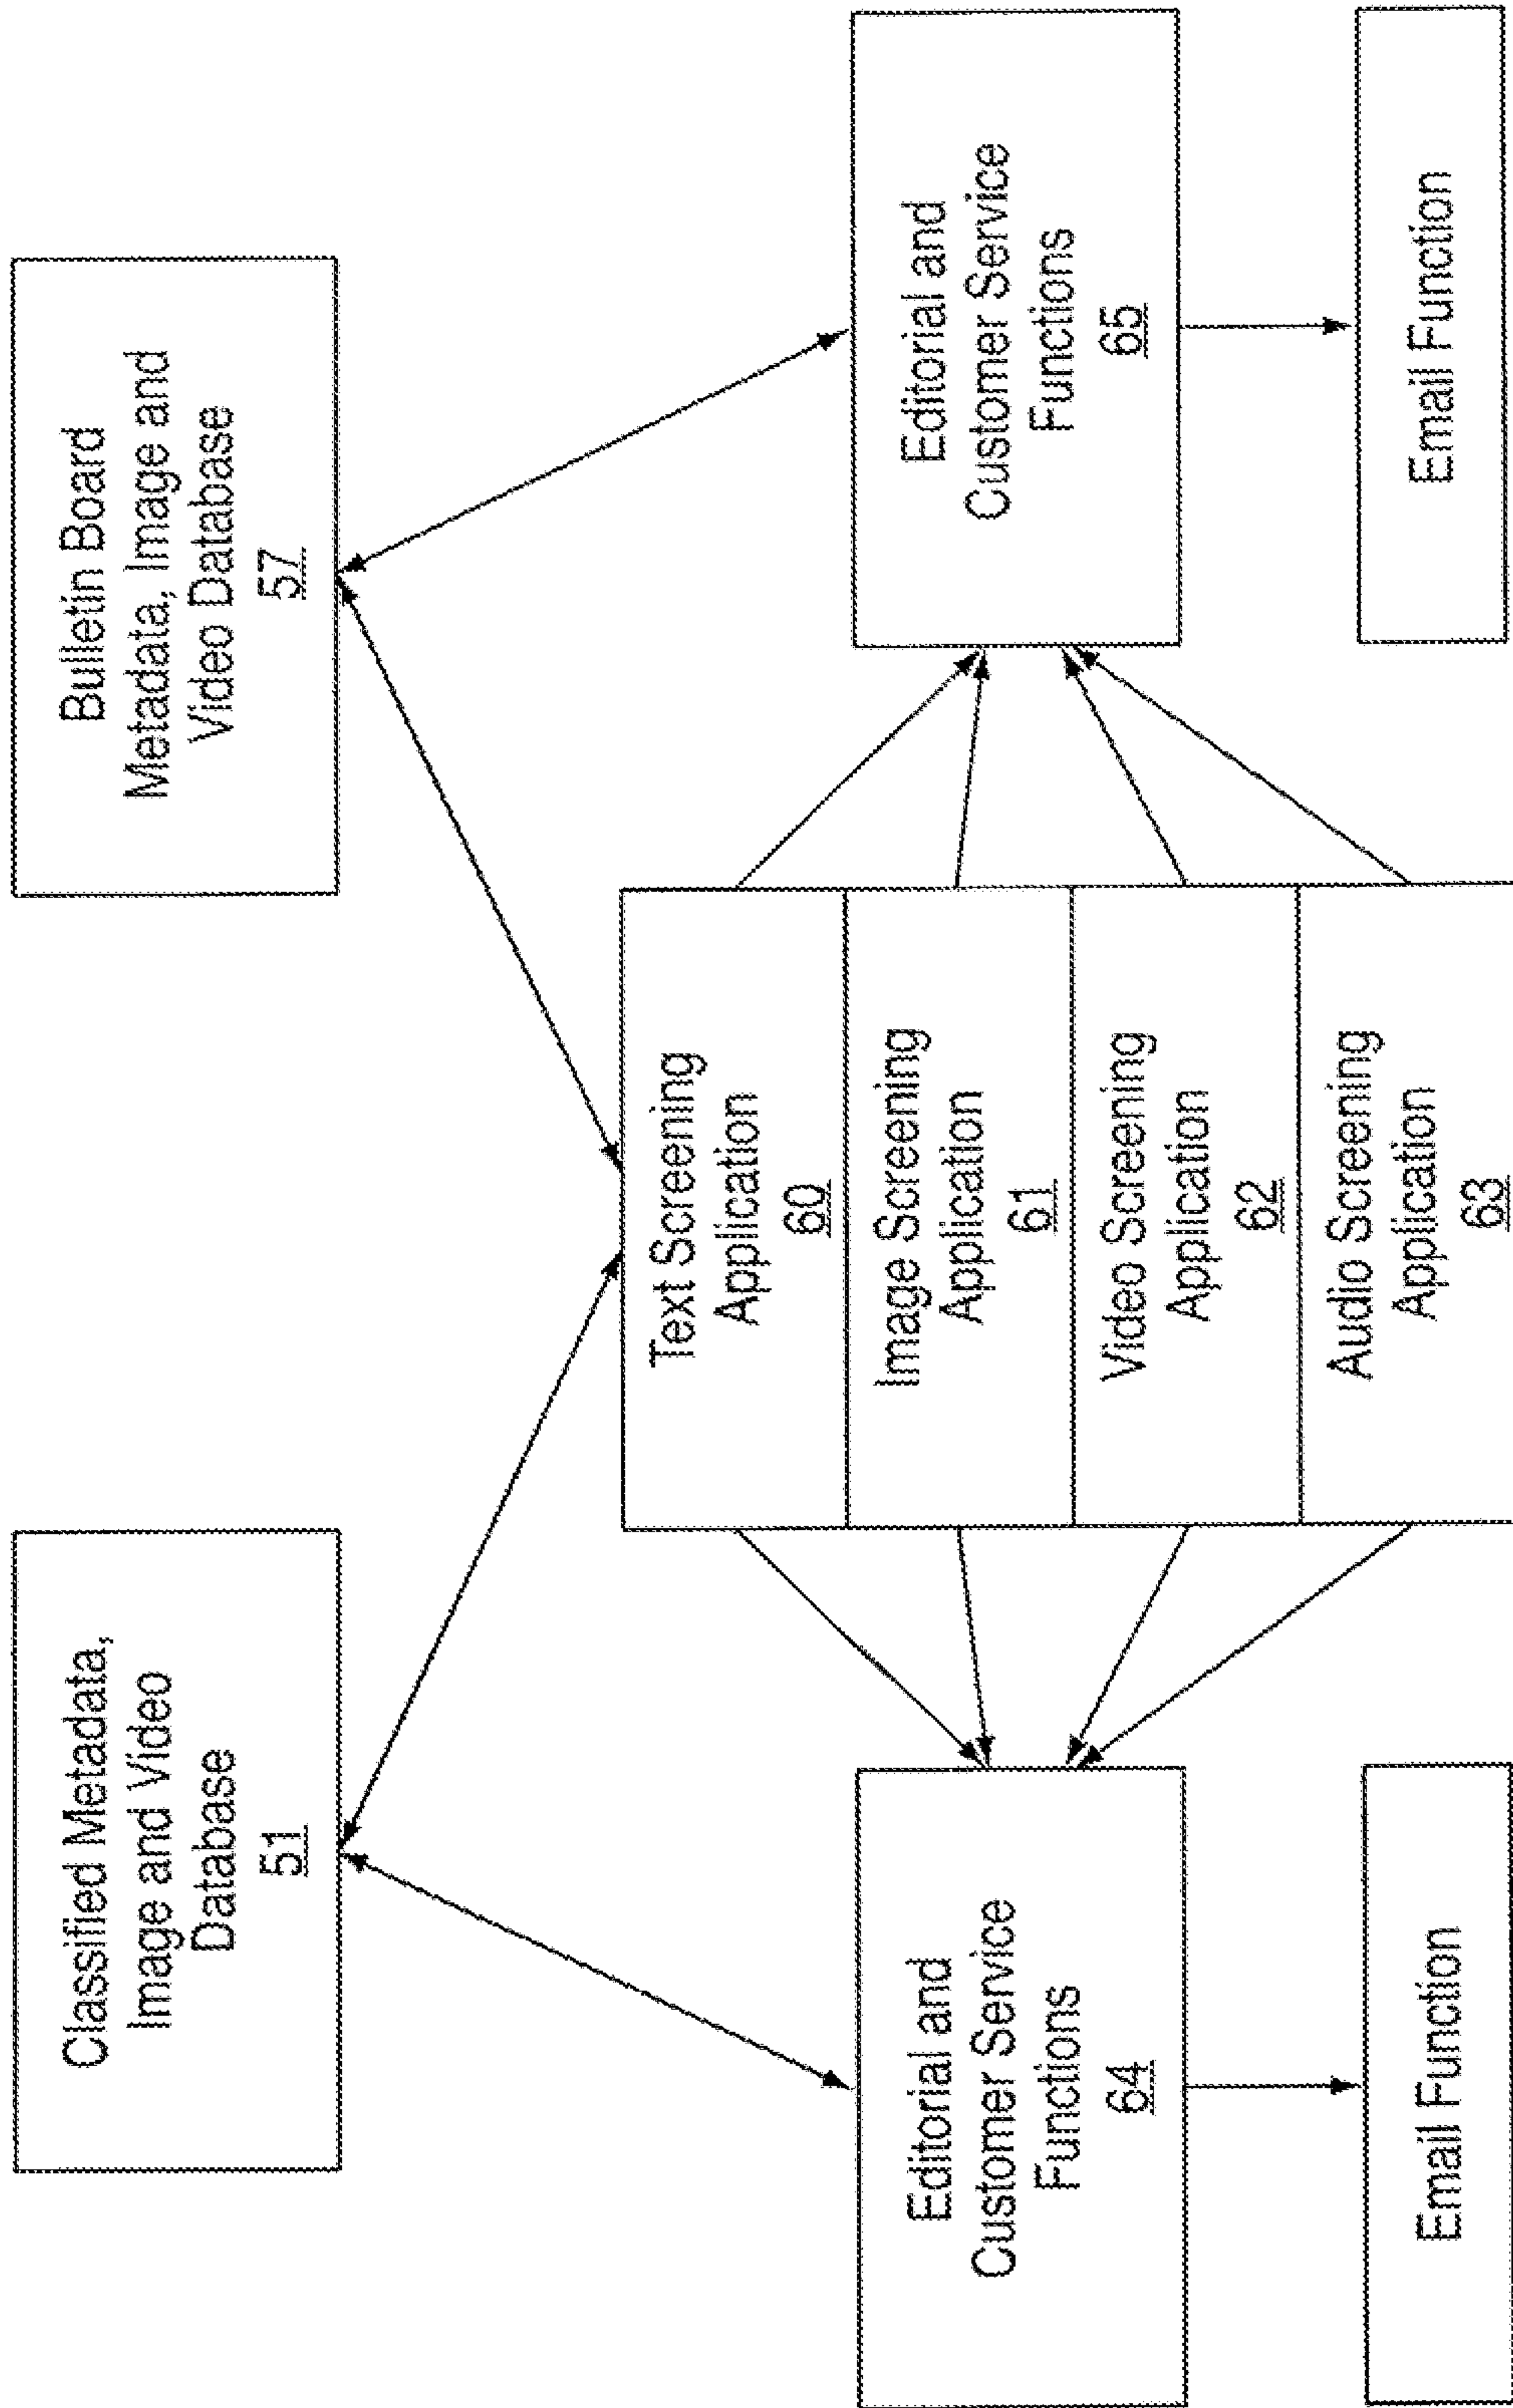 Classified Metadata,
Image and Video
Database
51
Bulletin Board
Metadata, Image and
Video Database
57
Text Screening
Application
60
Image Screening
Application
61
Video Screening
Application
62
Audio Screening
Application
63
Editorial and
Customer Service
Functions
64
Editorial and
Customer Service
Functions
65
Email Function
Email Function